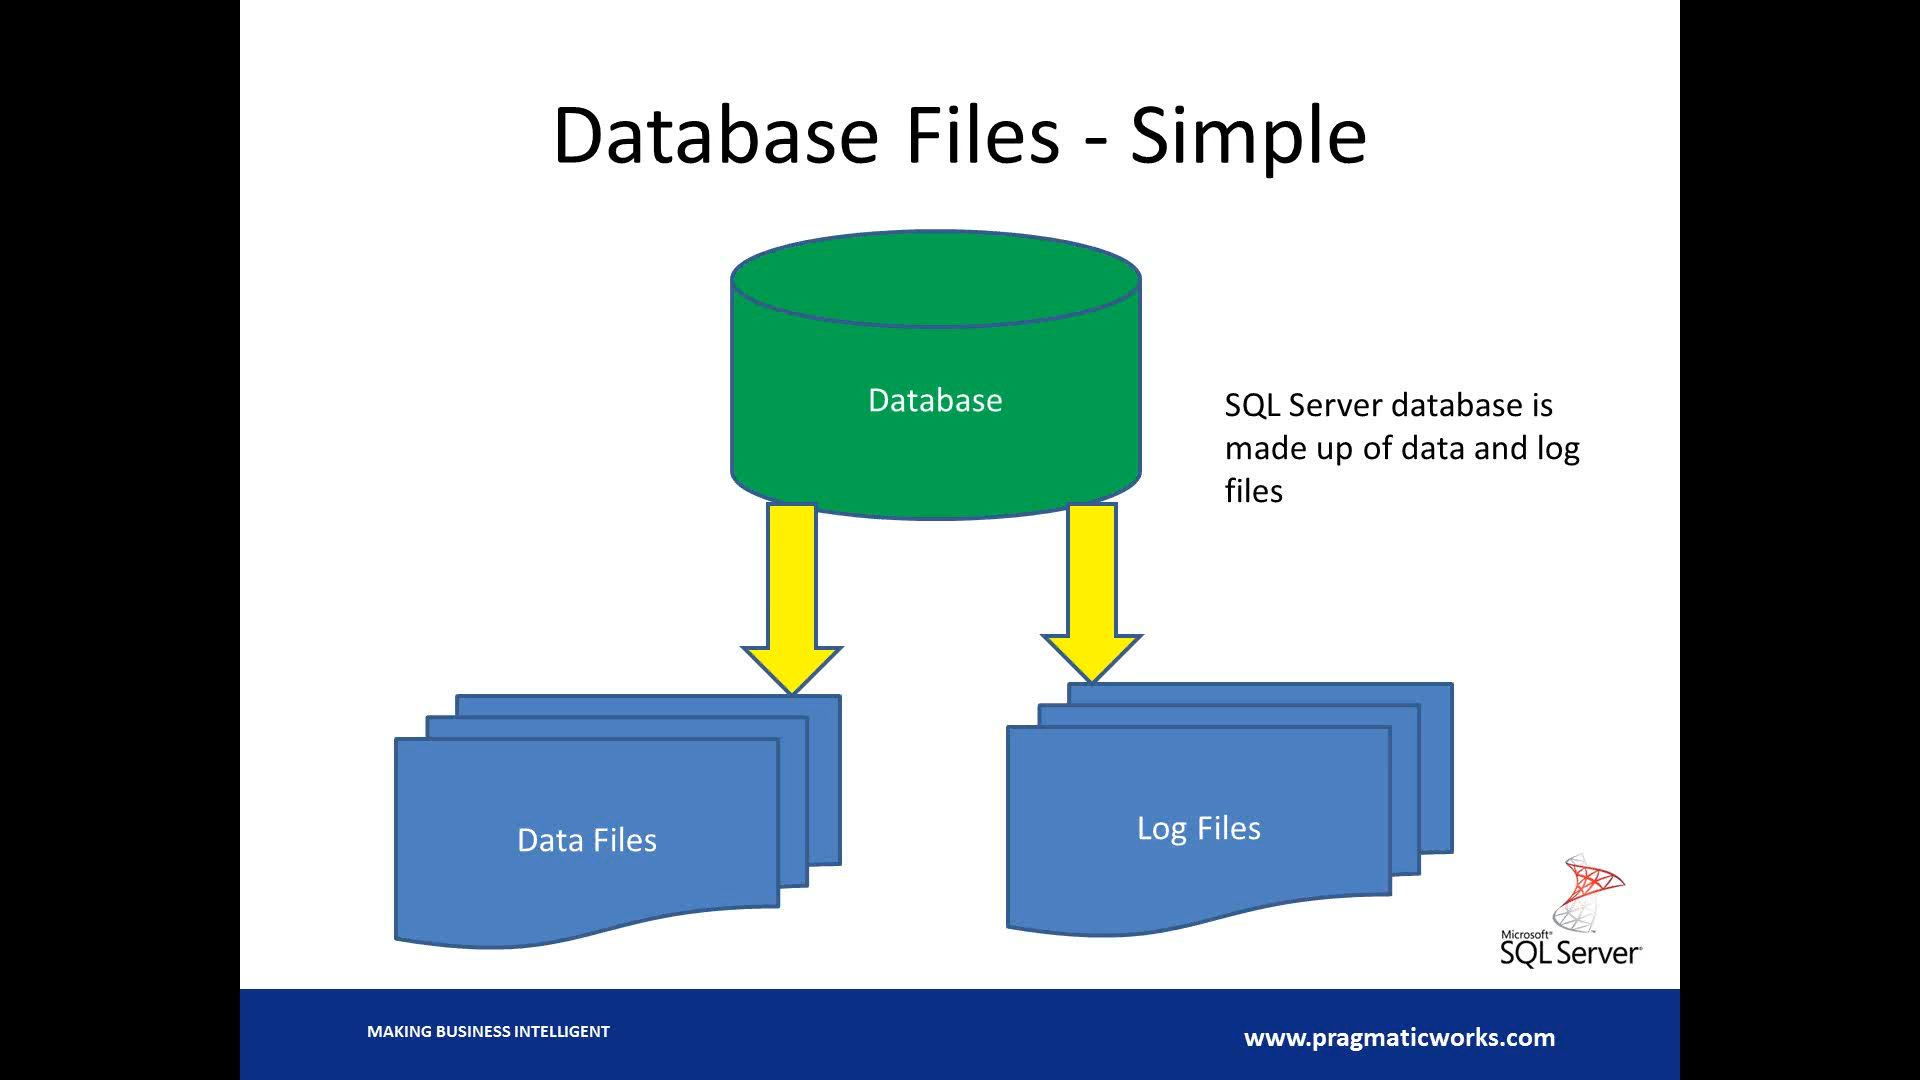 Database Files - Simple
Database
SQL Server database is
made up of data and log
files
Data Files
Log Files
Microsoft®
SQL Server®
MAKING BUSINESS INTELLIGENT
www.pragmaticworks.com